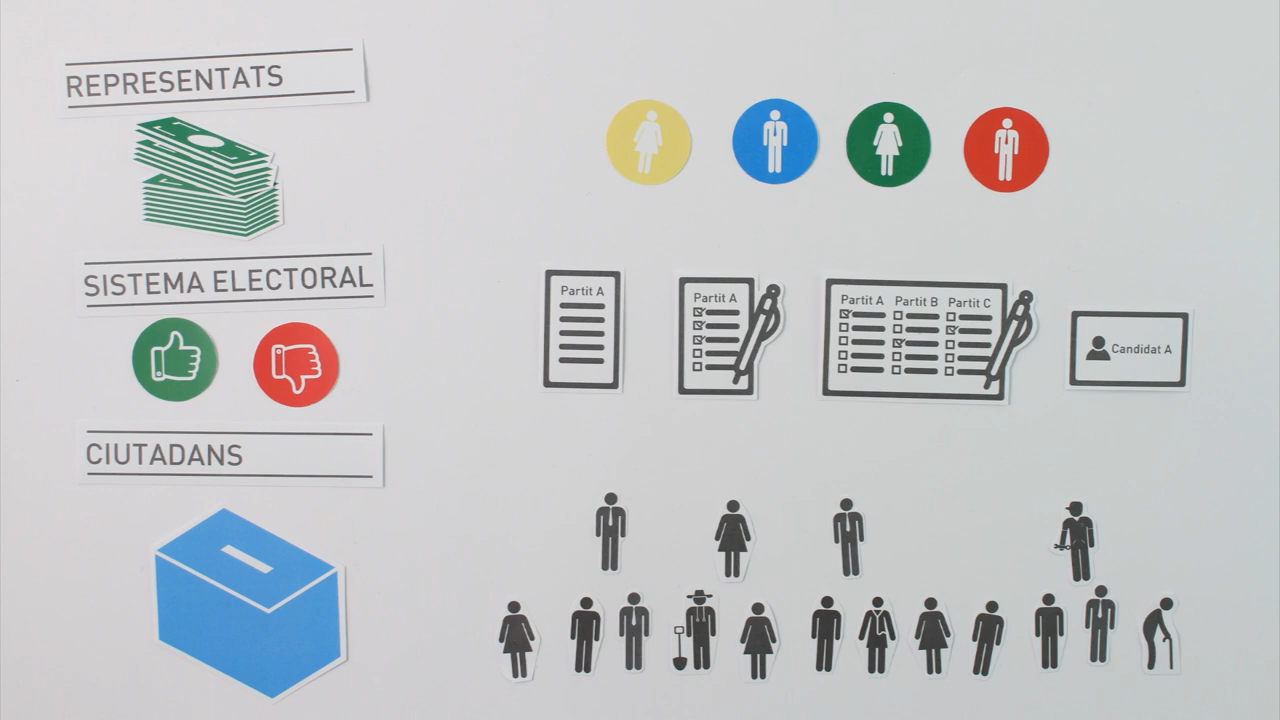 REPRESENTATS
SISTEMA ELECTORAL
Partit A
Partit A
Partit A Partit B Partit C
Candidat A
CIUTADANS